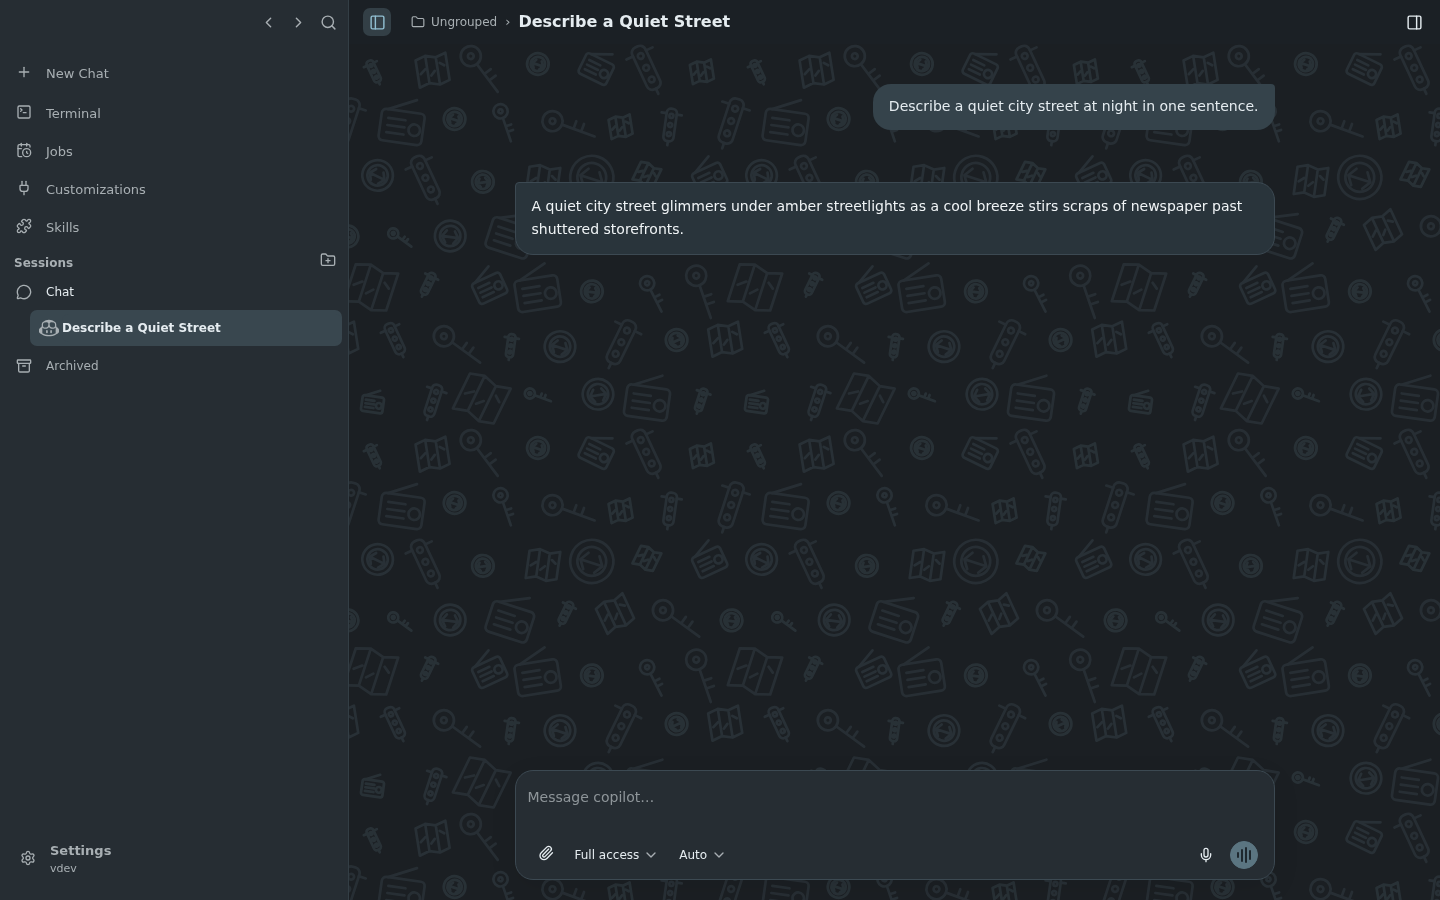 Ungrouped › Describe a Quiet Street
New Chat
Terminal
Jobs
Customizations
Skills
Sessions
Chat
Describe a Quiet Street
Archived
Settings
vdev
Describe a quiet city street at night in one sentence.
A quiet city street glimmers under amber streetlights as a cool breeze stirs scraps of newspaper past
shuttered storefronts.
Message copilot…
Full access
Auto